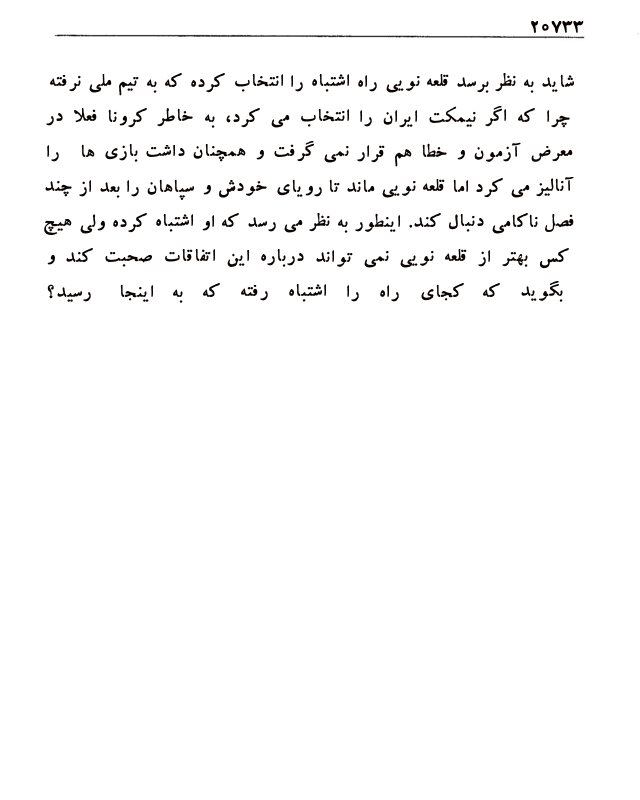 ۲۰۷۳۳
شاید به نظر برسد قلعه نویی راه اشتباه را انتخاب کرده که به تیم ملی نرفته
چرا که اگر نیمکت ایران را انتخاب می کرد، به خاطر کرونا فعلا در
معرض آزمون و خطا هم قرار نمی گرفت و همچنان داشت بازی ها را
آنالیز می کرد اما قلعه نویی ماند تا رویای خودش و سپاهان را بعد از چند
فصل ناکامی دنبال کند. اینطور به نظر می رسد که او اشتباه کرده ولی هیچ
کس بهتر از قلعه نویی نمی تواند درباره این اتفاقات صحبت کند و
بگوید که کجای راه را اشتباه رفته که به اینجا رسید؟